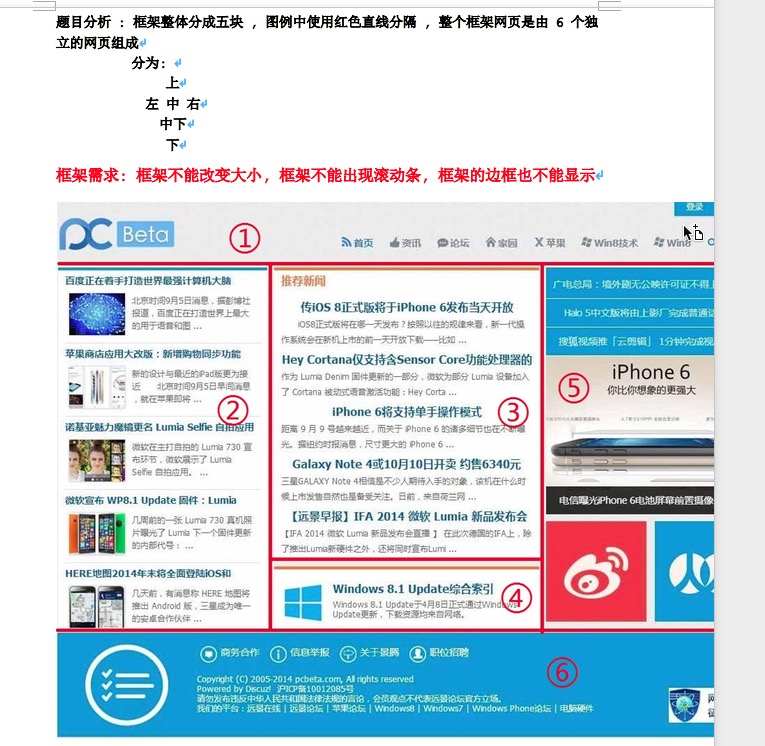 题目分析 ： 框架整体分成五块 ， 图例中使用红色直线分隔 ， 整个框架网页是由 6 个独
立的网页组成
分为：
上
左 中 右
中下
下
框架需求：框架不能改变大小，框架不能出现滚动条，框架的边框也不能显示
登录
PC Beta
①
首页 资讯 论坛 家园 苹果 Win8技术 Win8
百度正在着手打造世界最强计算机大脑
北京时间9月5日消息，据彭博社
报道，百度正在打造世界上最大
的用于语音和图 ...
苹果商店应用大改版：新增购物同步功能
新的设计与最近的iPad版更为接
近 北京时间9月5日早间消息
，就在苹果即将 ...
②
诺基亚魅力魔镜更名 Lumia Selfie 自拍应用
微软在主打自拍的 Lumia 730 宣
布环节，微软展示了 Lumia
Selfie 自拍应用。 ...
微软宣布 WP8.1 Update 固件：Lumia
几周前的一张 Lumia 730 真机照
片曝光了 Lumia 下一个固件更新
的内部代号： ...
HERE地图2014年末将全面登陆iOS和
几天前，有消息称 HERE 地图将
推出 Android 版，三星成为唯一
的安卓合作伙伴 ...
推荐新闻
传iOS 8正式版将于iPhone 6发布当天开放
iOS8正式版将在哪一天发布？按照以往的规律来看，新一代操
作系统会在新机上市的前一天开放下载——比如 ...
Hey Cortana仅支持含Sensor Core功能处理器的
作为 Lumia Denim 固件更新的一部分，微软为部分 Lumia 设备加入
了 Cortana 被动式语音激活功能：Hey Corta ...
iPhone 6将支持单手操作模式
③
距离 9 月 9 号越来越近，而关于 iPhone 6 的诸多细节也在不断曝
光。据纽约时报消息，尺寸更大的 iPhone 6 ...
Galaxy Note 4或10月10日开卖 约售6340元
三星GALAXY Note 4相信是不少人期待入手的对象，该机在什么时
候上市发售自然也是备受关注。日前，来自荷兰网 ...
【远景早报】IFA 2014 微软 Lumia 新品发布会
【IFA 2014 微软 Lumia 新品发布会直播 】 在此次德国的IFA上，除
了推出Lumia新硬件之外，还将同时宣布Lumi ...
Windows 8.1 Update综合索引
④
Windows 8.1 Update于4月8日正式通过Windows
Update更新，下载资源均来自网络。
广电总局：境外剧无公映许可证不得上
Halo 5中文版将由上影厂完成普通话
搜狐视频推「云剪辑」 1分钟完成视
iPhone 6
⑤
你比你想象的更强大
电信曝光iPhone 6电池屏幕前置摄像
商务合作 信息举报 关于景腾 职位招聘
⑥
Copyright (C) 2005-2014 pcbeta.com, All rights reserved
Powered by Discuz! 沪ICP备10012085号
请勿发布违反中华人民共和国法律法规的言论，会员观点不代表远景论坛官方立场。
我们的平台：远景在线 | 远景论坛 | 苹果论坛 | Windows8 | Windows7 | Windows Phone论坛 | 电脑硬件